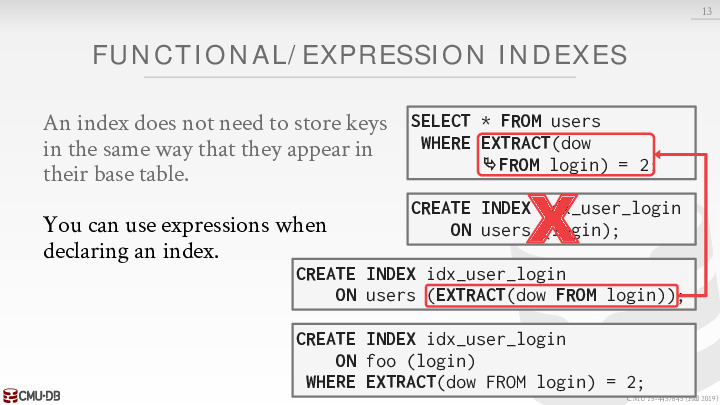 13
FUNCTIONAL/EXPRESSION INDEXES
An index does not need to store keys
in the same way that they appear in
their base table.
You can use expressions when
declaring an index.
SELECT * FROM users
WHERE EXTRACT(dow
↳FROM login) = 2
CREATE INDEX _user_login
ON users
CREATE INDEX idx_user_login
ON users (EXTRACT(dow FROM login));
CREATE INDEX idx_user_login
ON foo (login)
WHERE EXTRACT(dow FROM login) = 2;
CMU·DB
CMU 15-445/645 (Fall 2019)